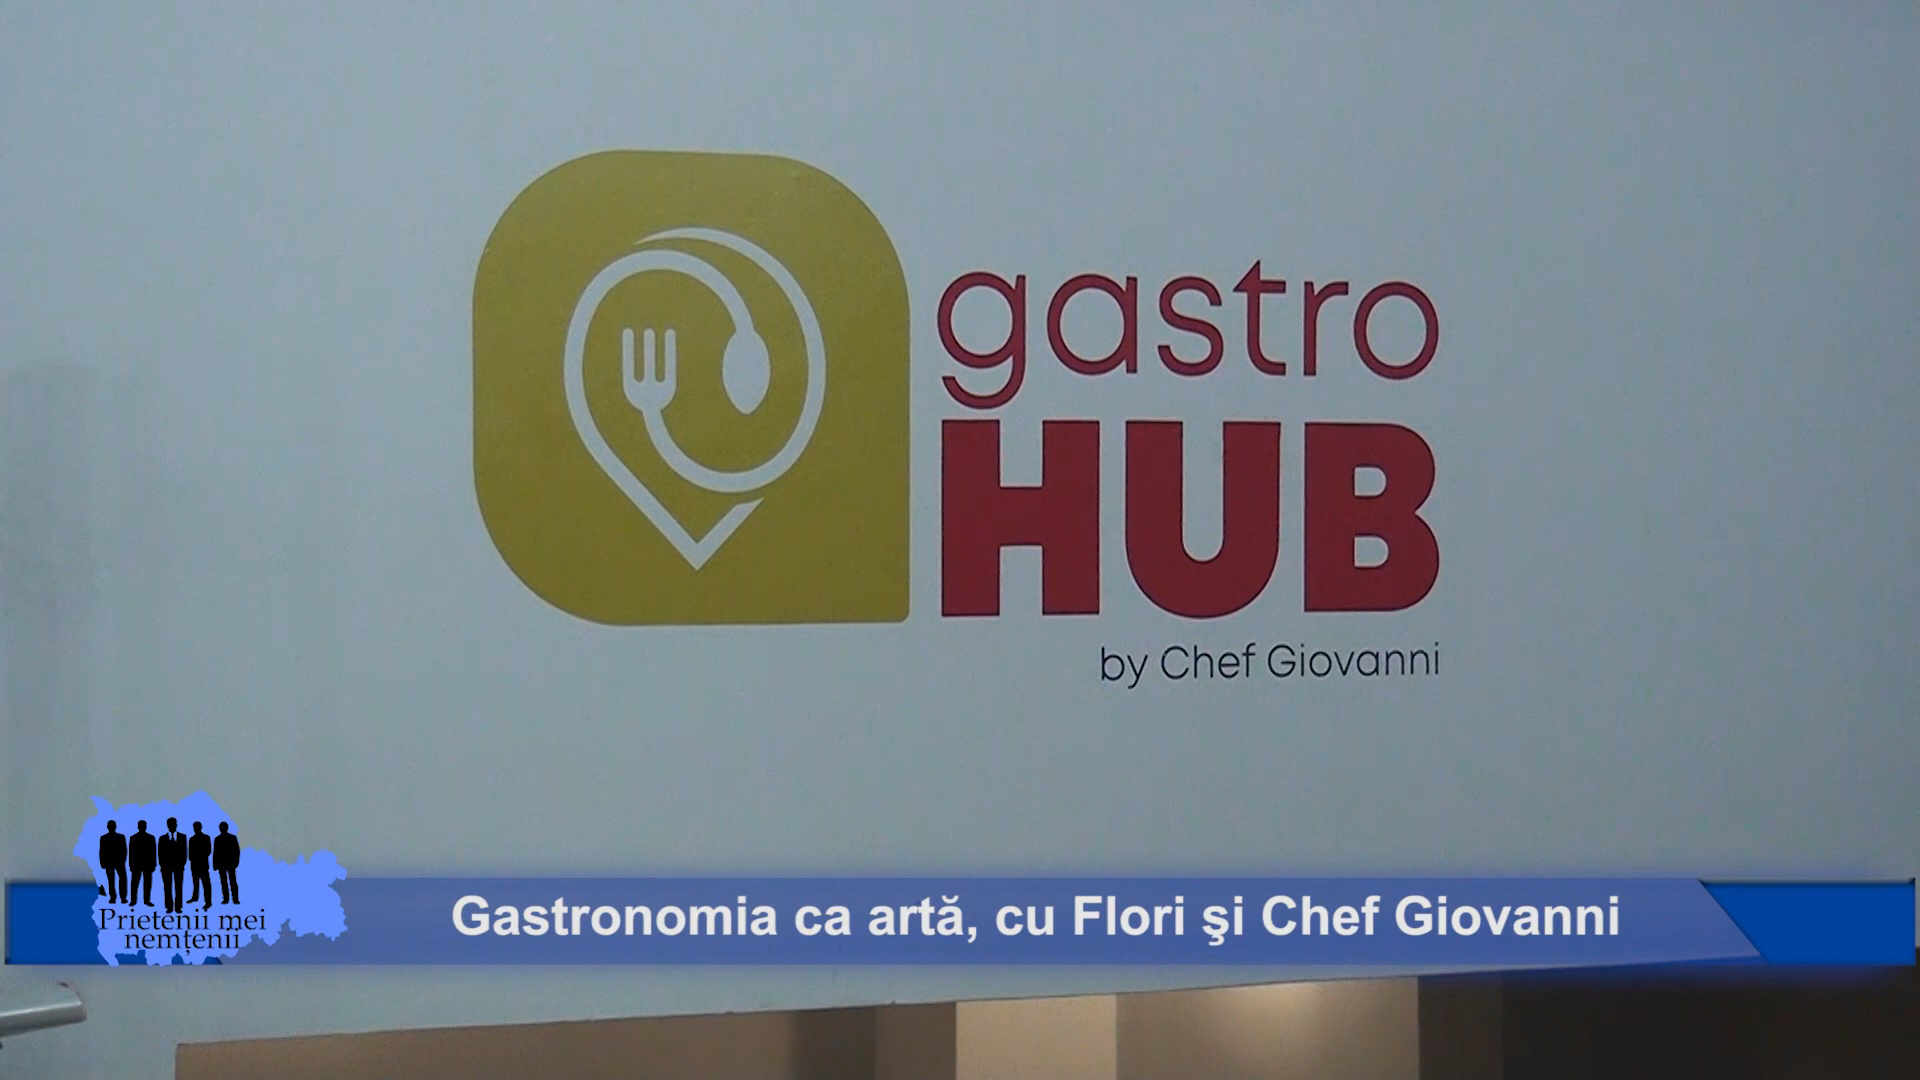 gastro
HUB
by Chef Giovanni
Gastronomia ca artă, cu Flori şi Chef Giovanni
Prietenii mei
nemțenii